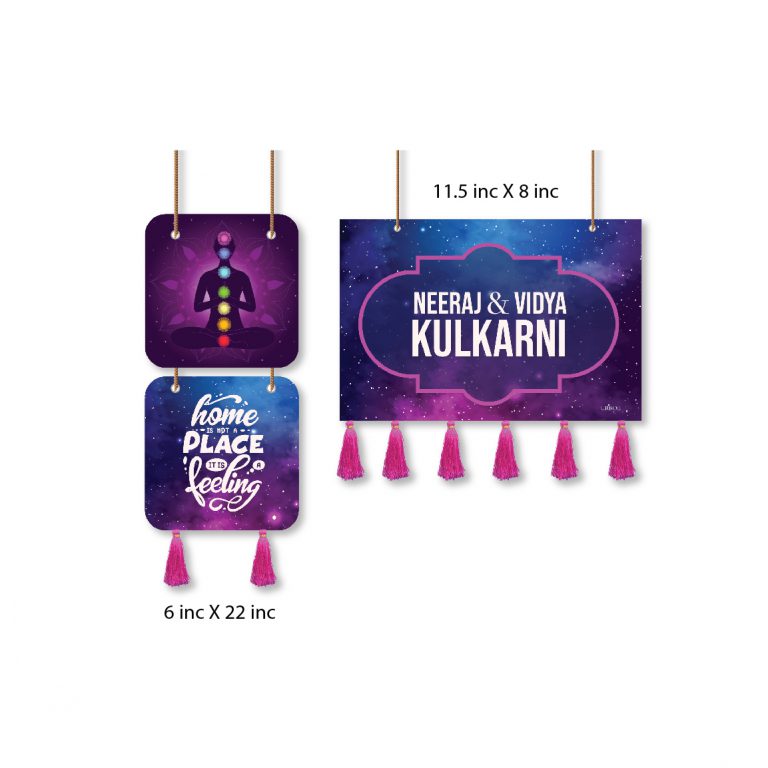 11.5 inc X 8 inc
NEERAJ & VIDYA
KULKARNI
home
IS NOT A
PLACE
IT IS A
feeling
6 inc X 22 inc